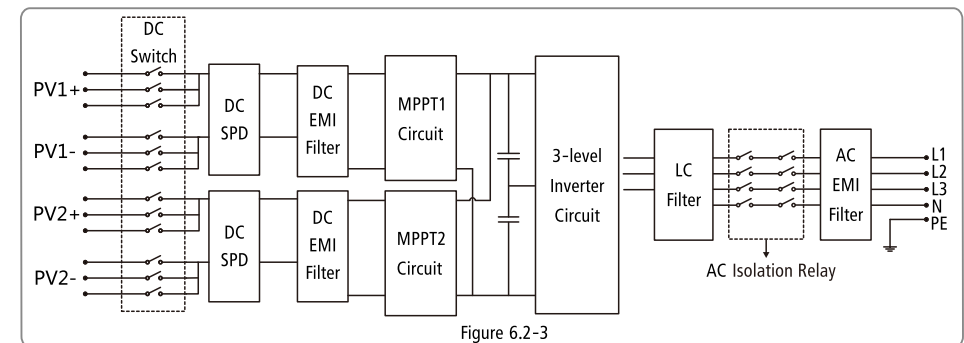 DC
Switch
PV1+
PV1-
PV2+
PV2-
DC
SPD
DC
EMI
Filter
MPPT1
Circuit
DC
SPD
DC
EMI
Filter
MPPT2
Circuit
3-level
Inverter
Circuit
LC
Filter
AC
EMI
Filter
L1
L2
L3
N
PE
AC Isolation Relay
Figure 6.2-3